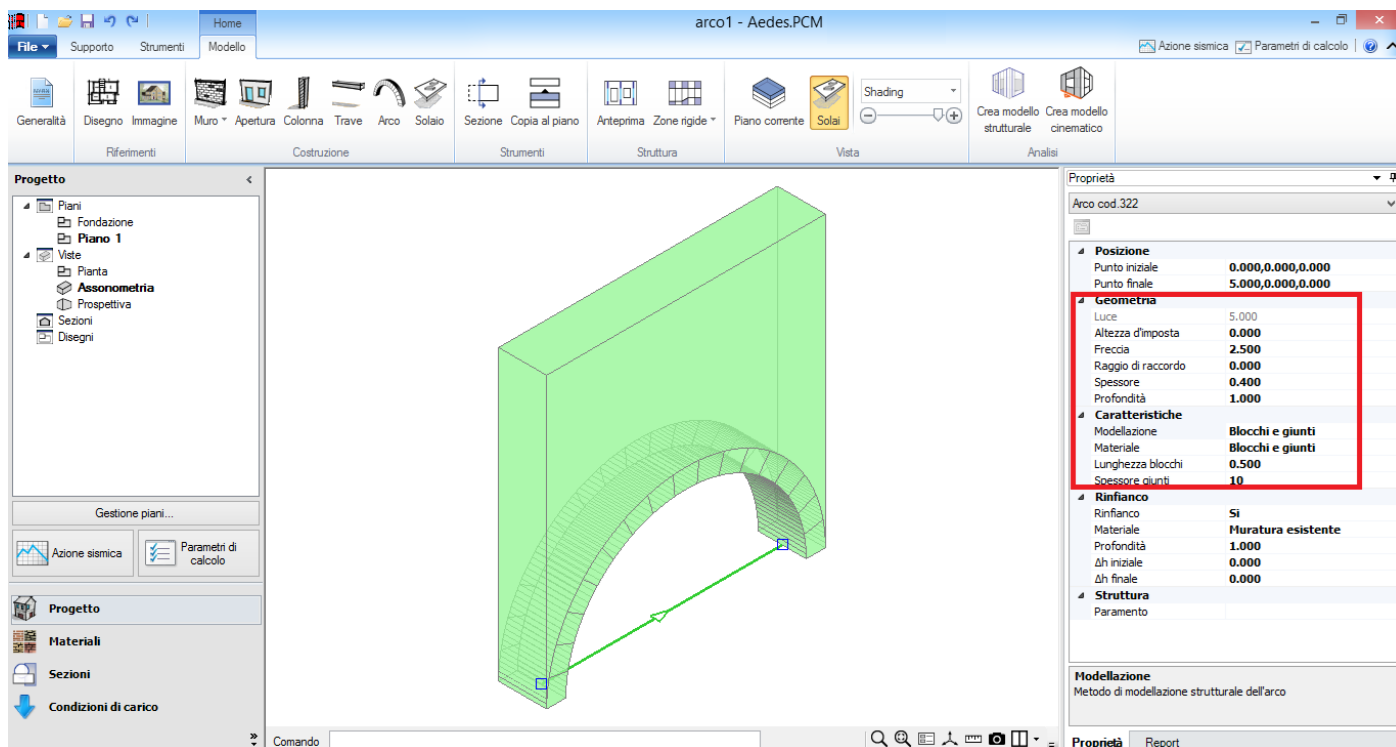 Home
arco1 - Aedes.PCM
File Supporto Strumenti Modello
Azione sismica Parametri di calcolo
Generalità Disegno Immagine Muro Apertura Colonna Trave Arco Solaio Sezione Copia al piano Anteprima Zone rigide Piano corrente Solai
Shading
Crea modello strutturale
Crea modello cinematico
Riferimenti Costruzione Strumenti Struttura Vista Analisi
Progetto
Piani
Fondazione
Piano 1
Viste
Pianta
Assonometria
Prospettiva
Sezioni
Disegni
Gestione piani...
Azione sismica
Parametri di
calcolo
Progetto
Materiali
Sezioni
Condizioni di carico
Comando
Proprietà
Arco cod.322
Posizione
Punto iniziale 0.000,0.000,0.000
Punto finale 5.000,0.000,0.000
Geometria
Luce 5.000
Altezza d'imposta 0.000
Freccia 2.500
Raggio di raccordo 0.000
Spessore 0.400
Profondità 1.000
Caratteristiche
Modellazione Blocchi e giunti
Materiale Blocchi e giunti
Lunghezza blocchi 0.500
Spessore giunti 10
Rinfianco
Rinfianco Sì
Materiale Muratura esistente
Profondità 1.000
Δh iniziale 0.000
Δh finale 0.000
Struttura
Paramento
Modellazione
Metodo di modellazione strutturale dell'arco
Proprietà Report